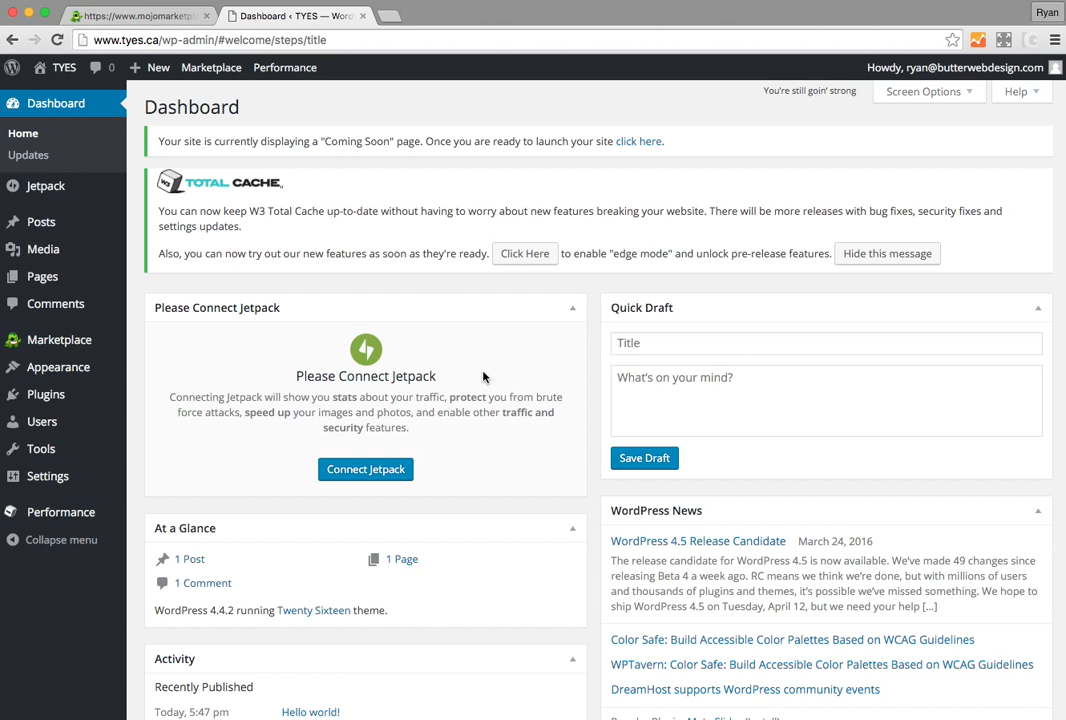 https://www.mojomarketpl
Dashboard ‹ TYES — Wor
Ryan
www.tyes.ca/wp-admin/#welcome/steps/title
TYES
0
New
Marketplace
Performance
Howdy, ryan@butterwebdesign.com
Dashboard
Home
Updates
Jetpack
Posts
Media
Pages
Comments
Marketplace
Appearance
Plugins
Users
Tools
Settings
Performance
Collapse menu
You're still goin' strong
Screen Options
Help
Dashboard
Your site is currently displaying a "Coming Soon" page. Once you are ready to launch your site click here.
W3 TOTAL CACHE
You can now keep W3 Total Cache up-to-date without having to worry about new features breaking your website. There will be more releases with bug fixes, security fixes and
settings updates.
Also, you can now try out our new features as soon as they're ready. Click Here to enable "edge mode" and unlock pre-release features. Hide this message
Please Connect Jetpack
Please Connect Jetpack
Connecting Jetpack will show you stats about your traffic, protect you from brute
force attacks, speed up your images and photos, and enable other traffic and
security features.
Connect Jetpack
At a Glance
1 Post
1 Page
1 Comment
WordPress 4.4.2 running Twenty Sixteen theme.
Activity
Recently Published
Today, 5:47 pm
Hello world!
Quick Draft
Title
What's on your mind?
Save Draft
WordPress News
WordPress 4.5 Release Candidate March 24, 2016
The release candidate for WordPress 4.5 is now available. We've made 49 changes since
releasing Beta 4 a week ago. RC means we think we're done, but with millions of users
and thousands of plugins and themes, it's possible we've missed something. We hope to
ship WordPress 4.5 on Tuesday, April 12, but we need your help [...]
Color Safe: Build Accessible Color Palettes Based on WCAG Guidelines
WPTavern: Color Safe: Build Accessible Color Palettes Based on WCAG Guidelines
DreamHost supports WordPress community events